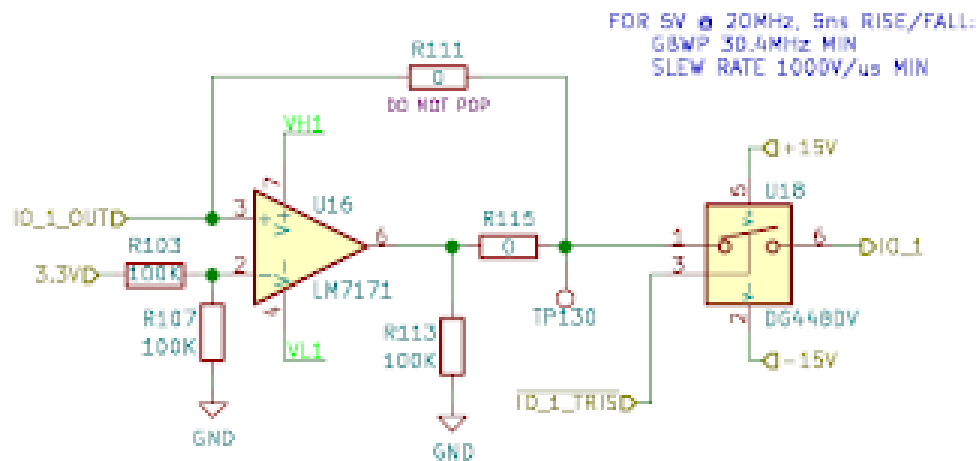 FOR 5V @ 20MHz, 5ns RISE/FALL:
GBWP 30.4MHz MIN
SLEW RATE 1000V/us MIN
R111
0
DO NOT POP
VH1
7
U16
IO_1_OUT
3
+
V+
R103
3.3V
100K
2
-
V-
6
LM7171
4
VL1
R107
100K
GND
R115
0
R113
100K
GND
TP130
+15V
5
U18
V+
1
6
IO_1
3
V-
2
DG448DV
-15V
IO_1_TRIS